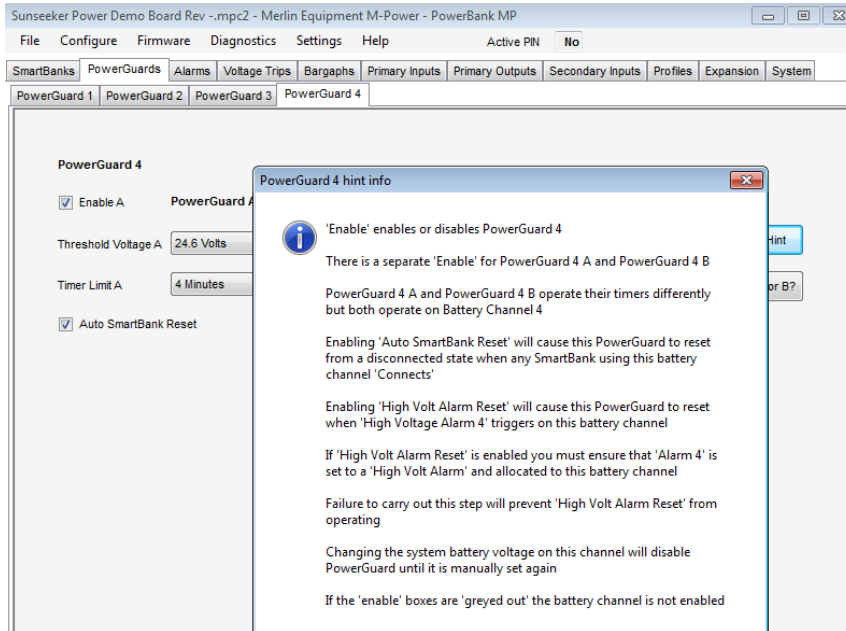 Sunseeker Power Demo Board Rev -.mpc2 - Merlin Equipment M-Power - PowerBank MP
File Configure Firmware Diagnostics Settings Help Active PIN No
SmartBanks PowerGuards Alarms Voltage Trips Bargaphs Primary Inputs Primary Outputs Secondary Inputs Profiles Expansion System
PowerGuard 1 PowerGuard 2 PowerGuard 3 PowerGuard 4
PowerGuard 4
Enable A PowerGuard A
Threshold Voltage A 24.6 Volts
Timer Limit A 4 Minutes
Auto SmartBank Reset
Hint
or B?
PowerGuard 4 hint info
'Enable' enables or disables PowerGuard 4
There is a separate 'Enable' for PowerGuard 4 A and PowerGuard 4 B
PowerGuard 4 A and PowerGuard 4 B operate their timers differently
but both operate on Battery Channel 4
Enabling 'Auto SmartBank Reset' will cause this PowerGuard to reset
from a disconnected state when any SmartBank using this battery
channel 'Connects'
Enabling 'High Volt Alarm Reset' will cause this PowerGuard to reset
when 'High Voltage Alarm 4' triggers on this battery channel
If 'High Volt Alarm Reset' is enabled you must ensure that 'Alarm 4' is
set to a 'High Volt Alarm' and allocated to this battery channel
Failure to carry out this step will prevent 'High Volt Alarm Reset' from
operating
Changing the system battery voltage on this channel will disable
PowerGuard until it is manually set again
If the 'enable' boxes are 'greyed out' the battery channel is not enabled